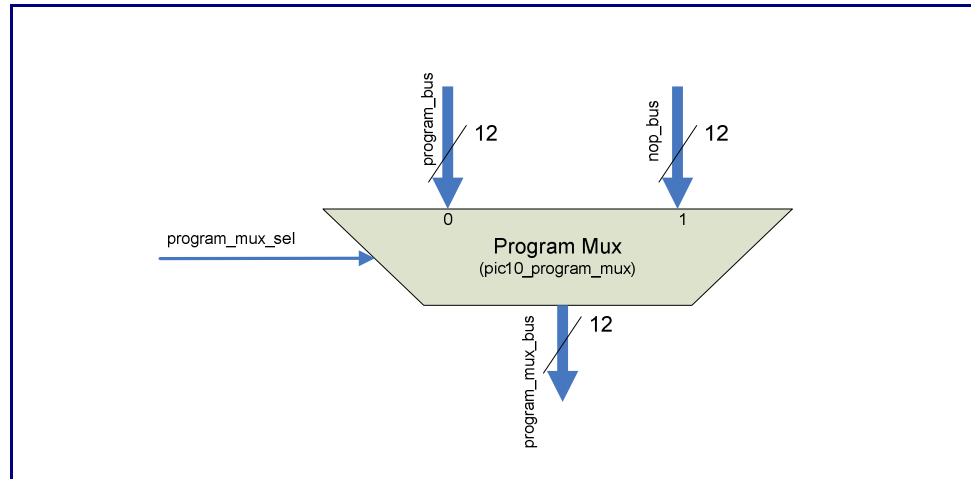 program_bus
12
nop_bus
12
0
1
program_mux_sel
Program Mux
(pic10_program_mux)
program_mux_bus
12